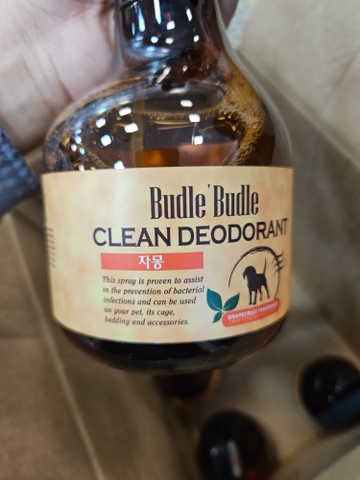 Budle'Budle
CLEAN DEODORANT
자몽
This spray is proven to assist
in the prevention of bacterial
infections and can be used
on your pet, its cage,
bedding and accessories.
GRAPEFRUIT